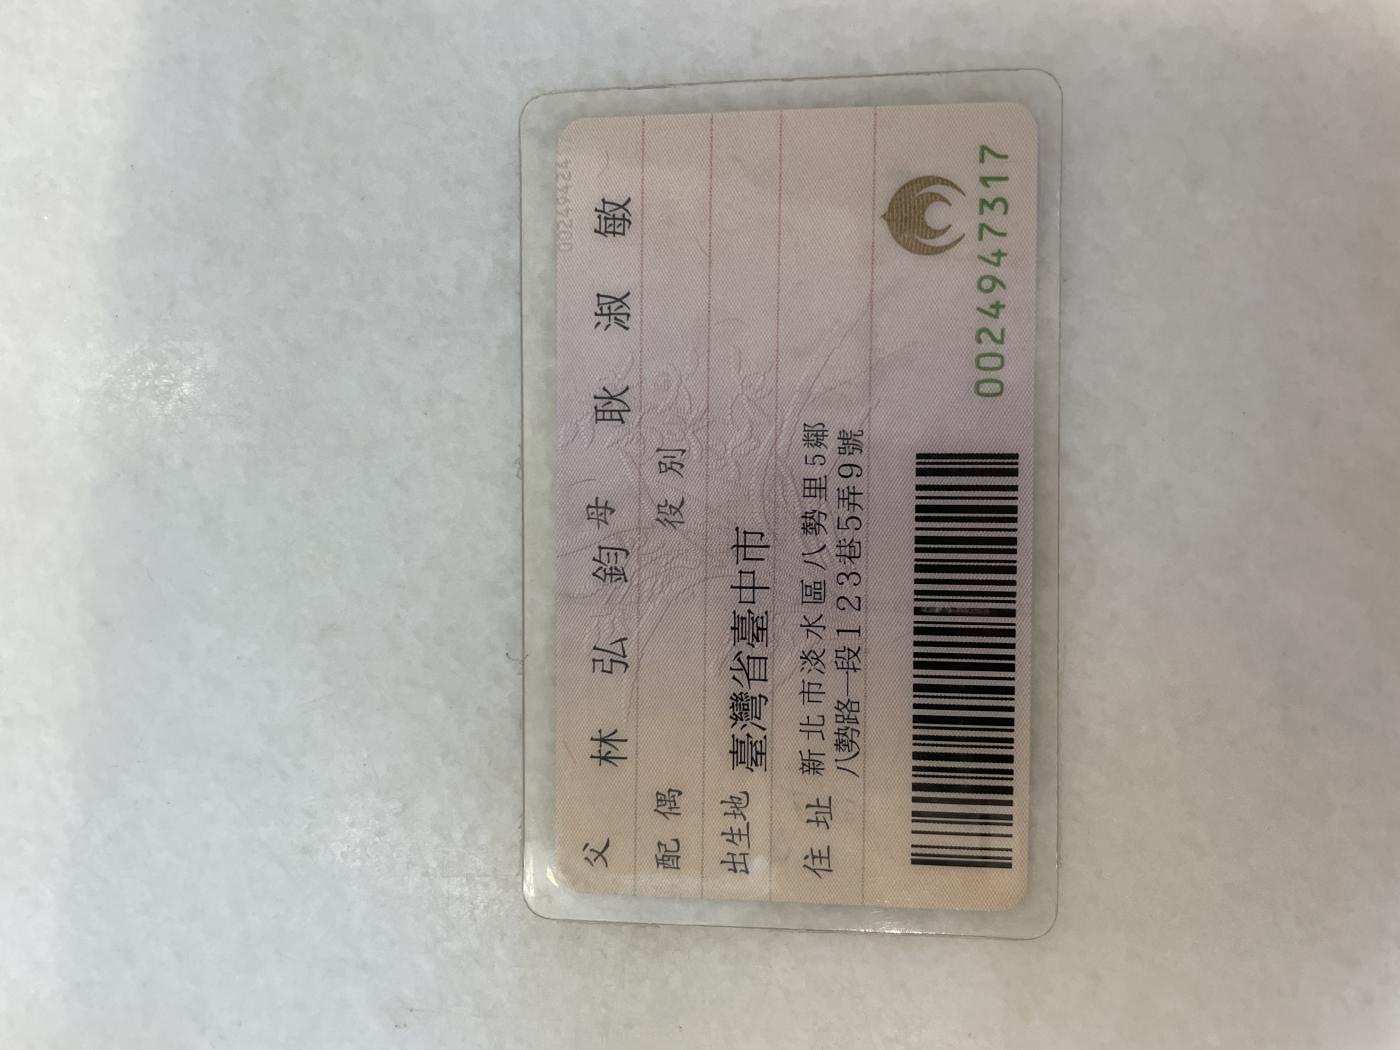 00249424
父 林 弘 鈞 母 耿 淑 敏
配 偶 役 別
出生地 臺灣省臺中市
住 址 新北市淡水區八勢里5鄰
八勢路一段123巷5弄9號
0024947317